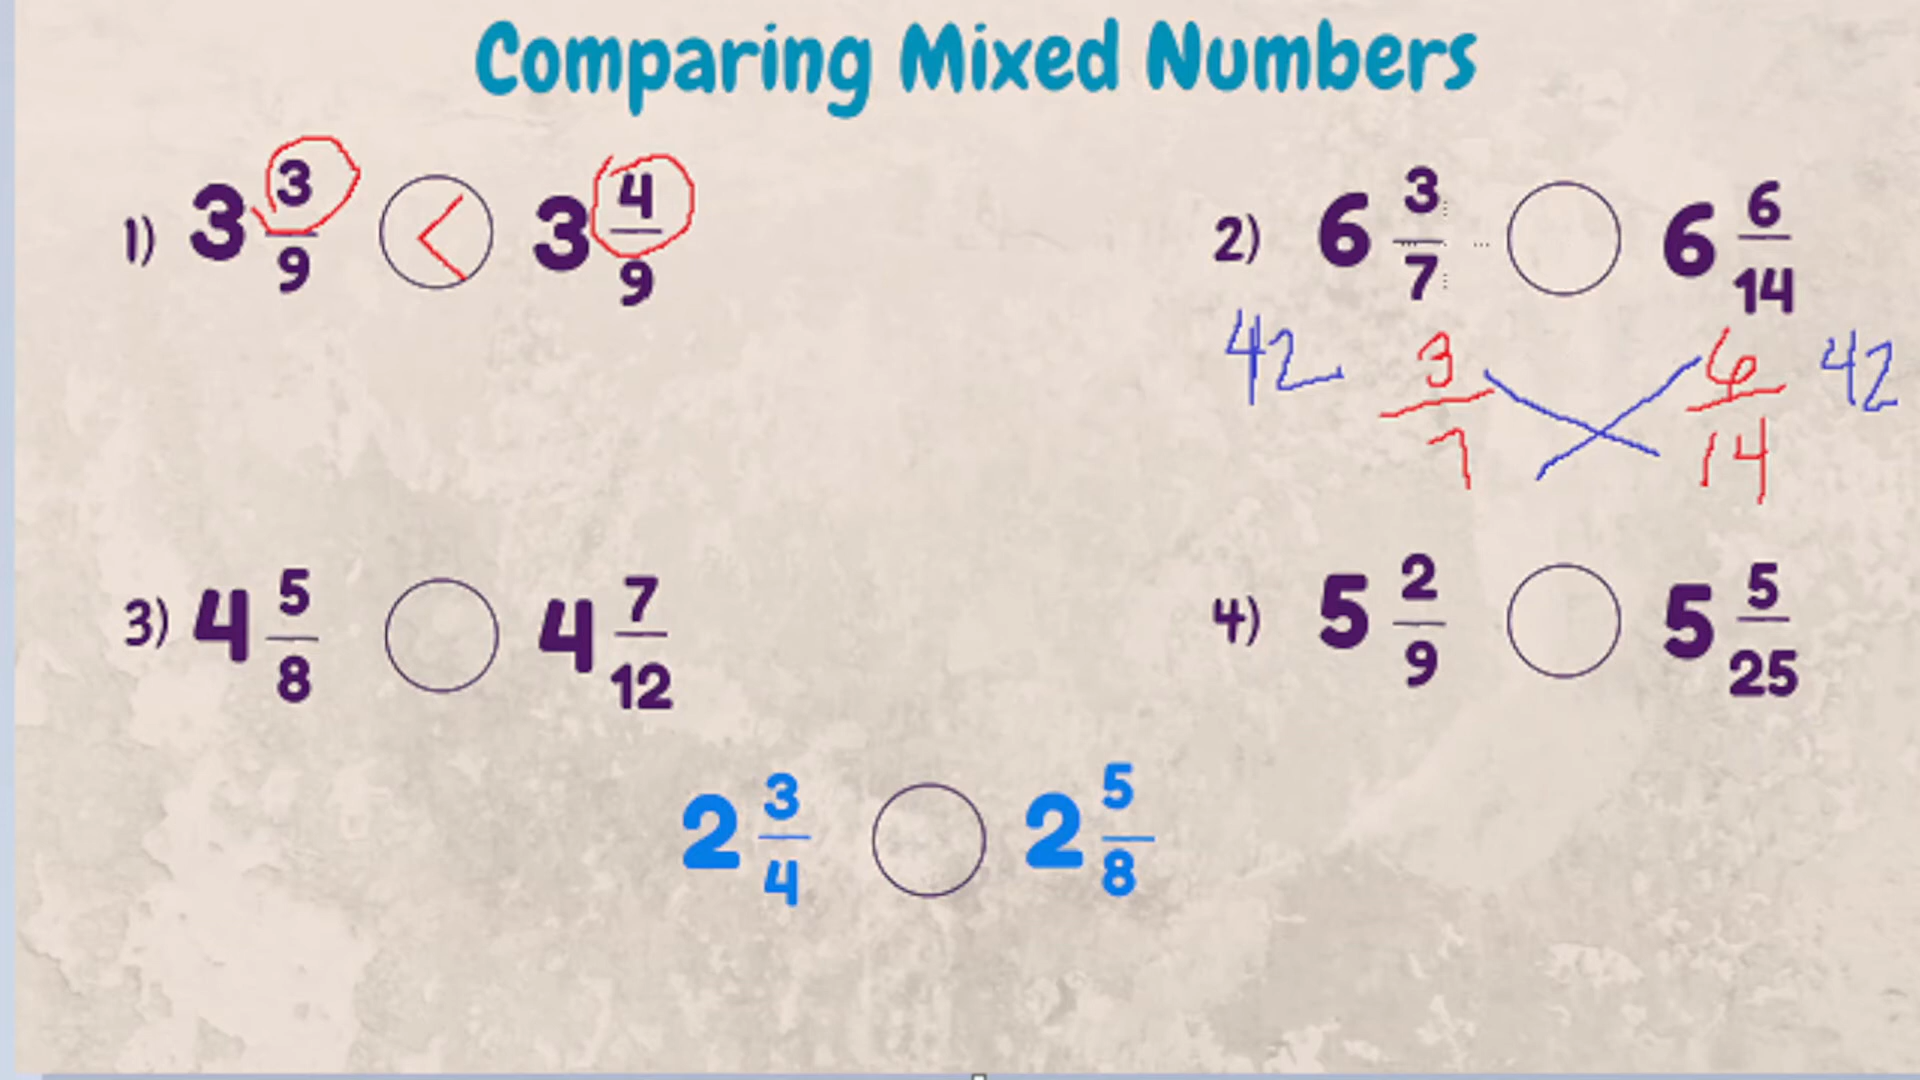 Comparing Mixed Numbers
1) 3 3/9 < 3 4/9
2) 6 3/7 6 6/14
42 3/7 6/14 42
3) 4 5/8 4 7/12
4) 5 2/9 5 5/25
2 3/4 2 5/8